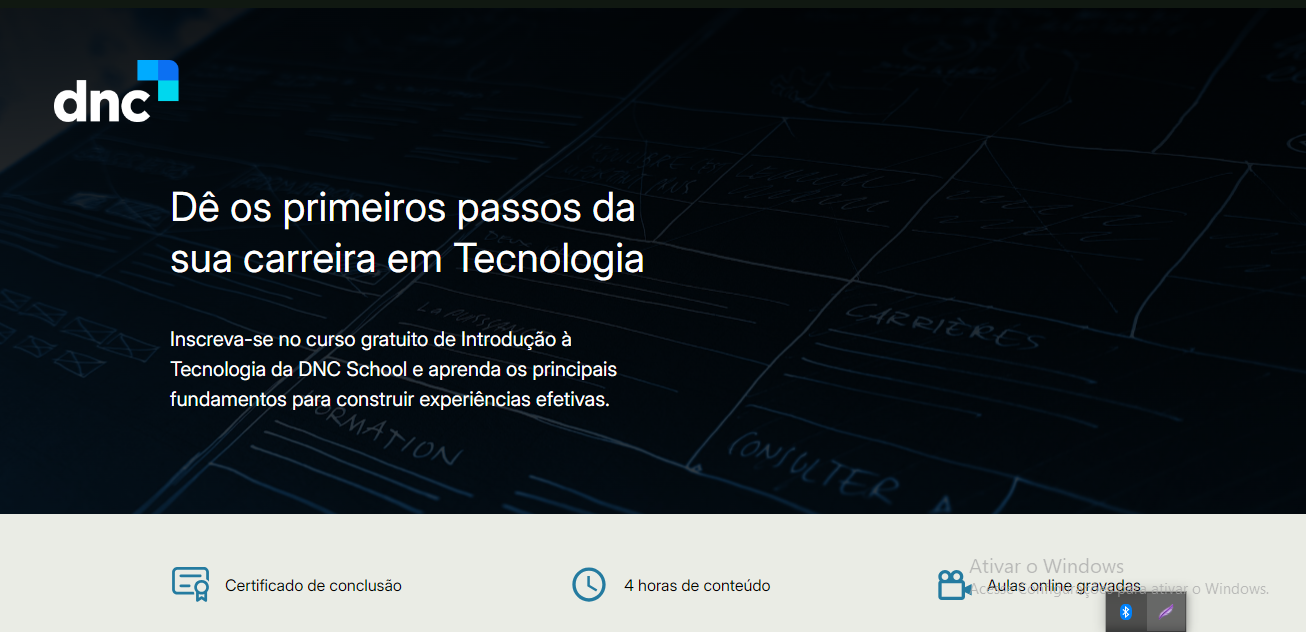 dnc
Dê os primeiros passos da
sua carreira em Tecnologia
Inscreva-se no curso gratuito de Introdução à
Tecnologia da DNC School e aprenda os principais
fundamentos para construir experiências efetivas.
CARRIÈRES
FORMATION
CONSULTER
Certificado de conclusão
4 horas de conteúdo
Aulas online gravadas
Ativar o Windows
Acesse Configurações para ativar o Windows.